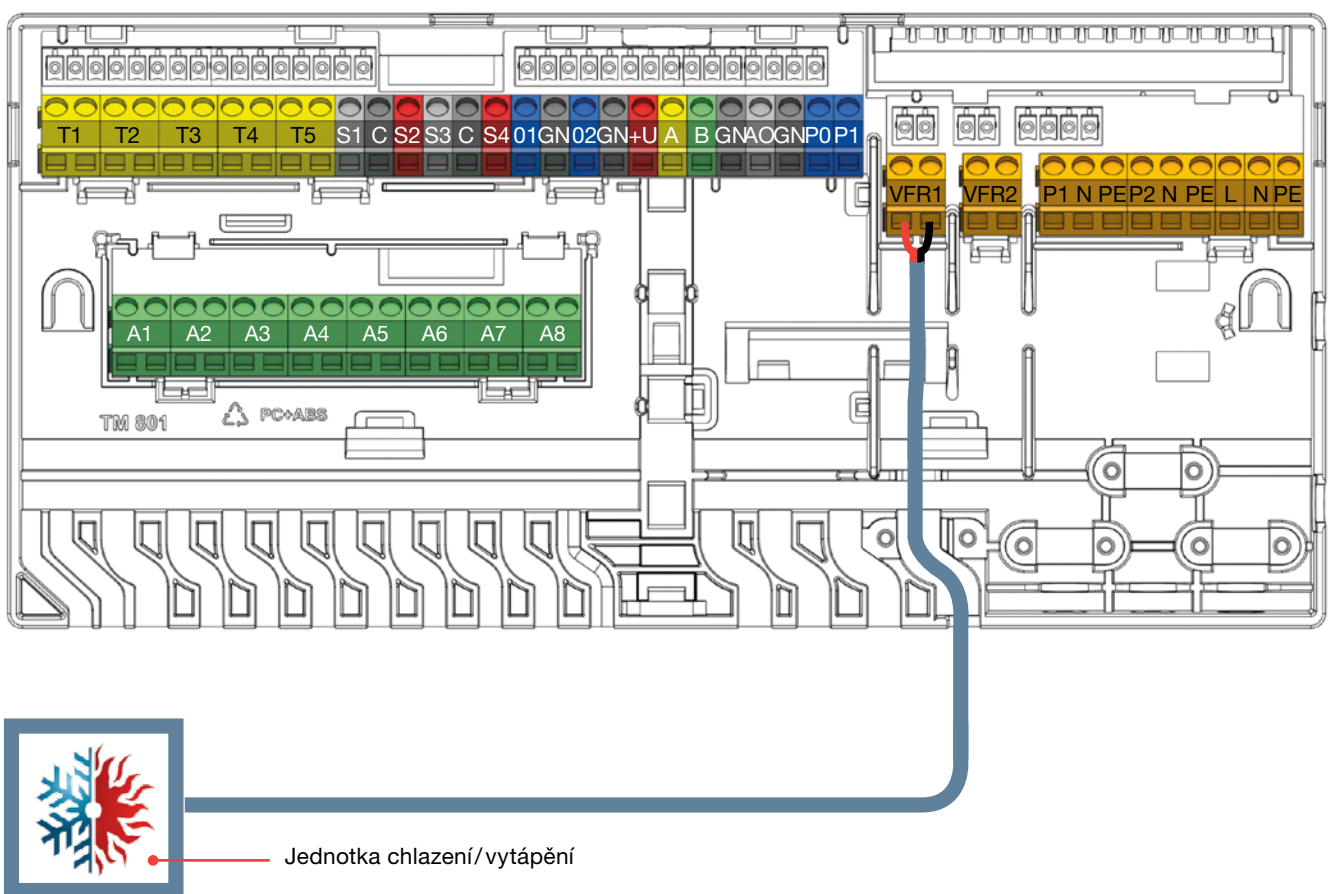 T1 T2 T3 T4 T5 S1 C S2 S3 C S4 01 GN 02 GN +U A B GN AO GN P0 P1
VFR1 VFR2 P1 N PE P2 N PE L N PE
A1 A2 A3 A4 A5 A6 A7 A8
TM 801 PC+ABS
Jednotka chlazení/vytápění